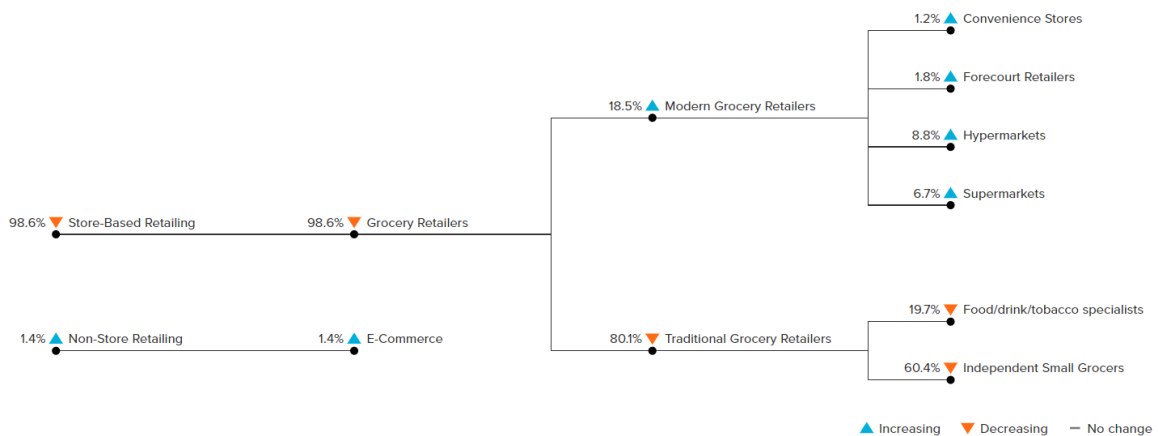 1.2% Convenience Stores
1.8% Forecourt Retailers
18.5% Modern Grocery Retailers
8.8% Hypermarkets
6.7% Supermarkets
98.6% Store-Based Retailing
98.6% Grocery Retailers
19.7% Food/drink/tobacco specialists
1.4% Non-Store Retailing
1.4% E-Commerce
80.1% Traditional Grocery Retailers
60.4% Independent Small Grocers
Increasing Decreasing No change